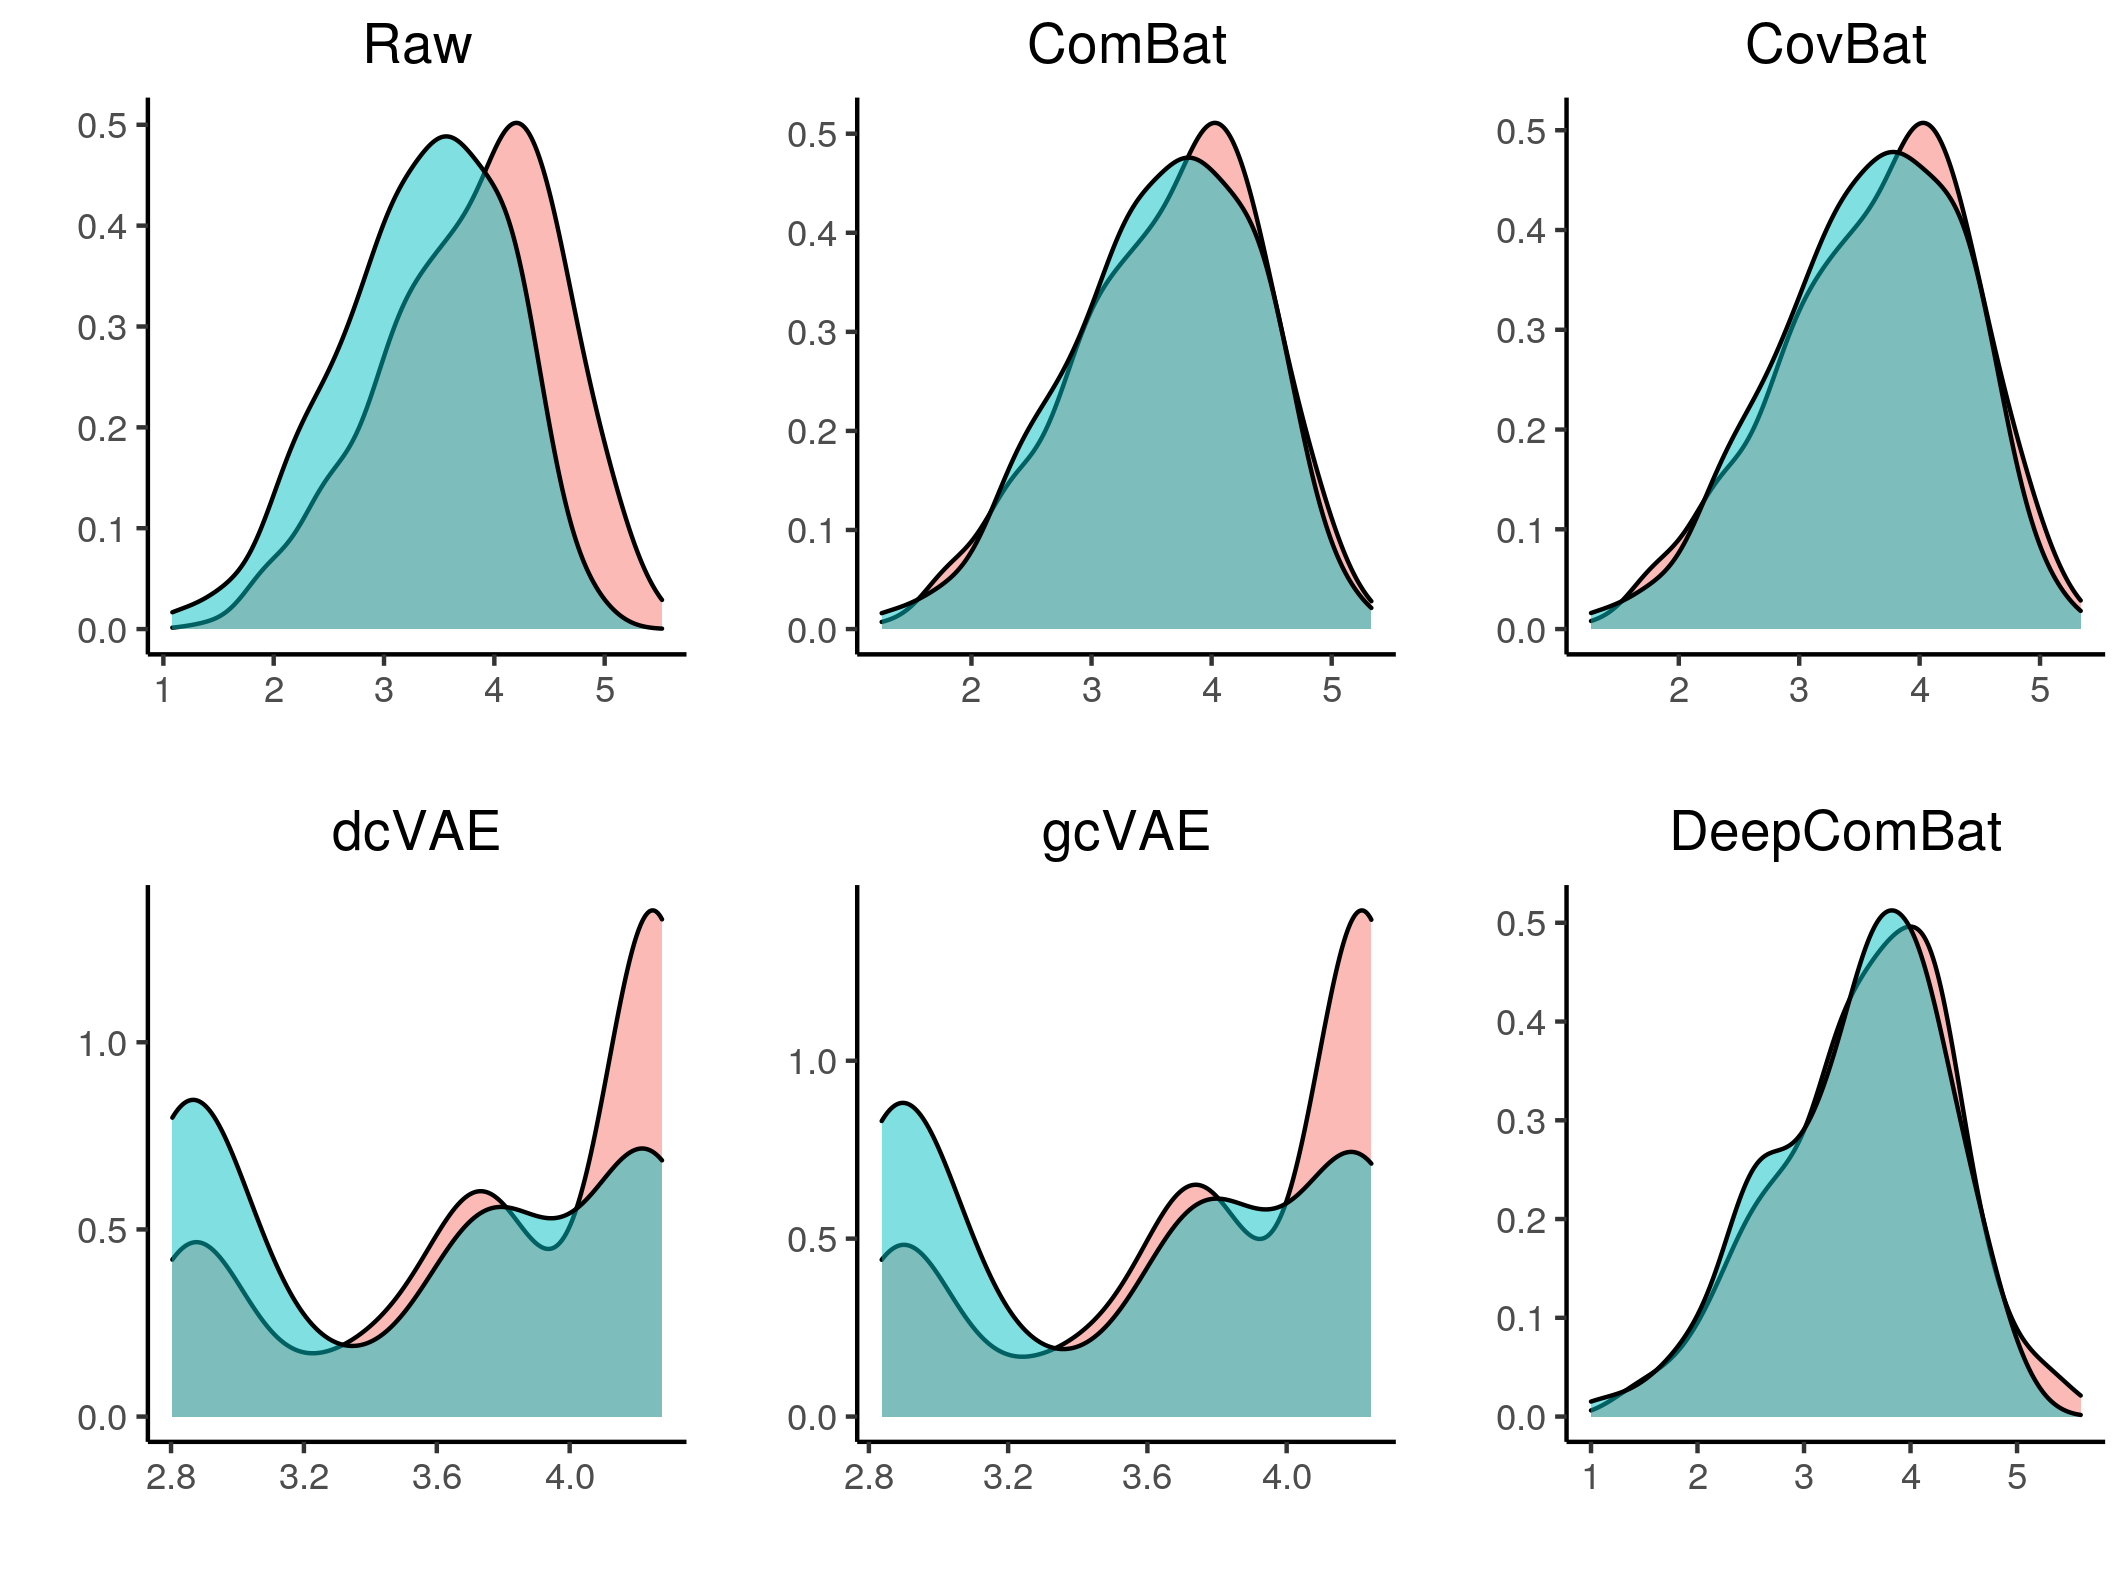 Raw ComBat CovBat
0.5 0.5 0.5
0.4 0.4 0.4
0.3 0.3 0.3
0.2 0.2 0.2
0.1 0.1 0.1
0.0 0.0 0.0
1 2 3 4 5 2 3 4 5 2 3 4 5
dcVAE gcVAE DeepComBat
0.5
0.4
1.0 1.0 0.3
0.5 0.5 0.2
0.1
0.0 0.0 0.0
2.8 3.2 3.6 4.0 2.8 3.2 3.6 4.0 1 2 3 4 5